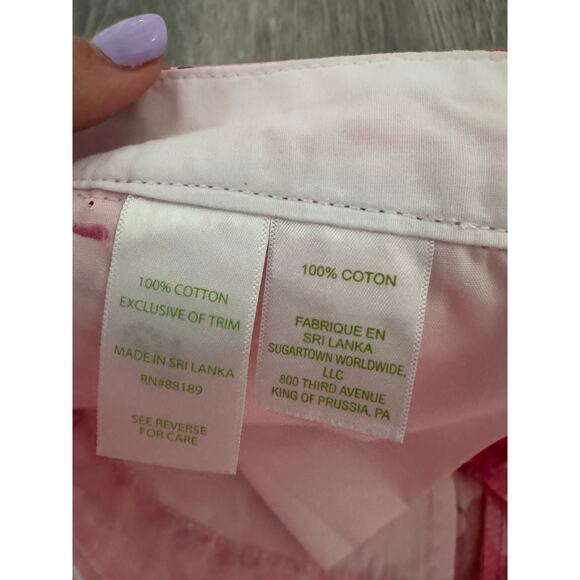 100% COTTON
EXCLUSIVE OF TRIM
MADE IN SRI LANKA
RN#88189
SEE REVERSE
FOR CARE
100% COTON
FABRIQUE EN
SRI LANKA
SUGARTOWN WORLDWIDE,
LLC
800 THIRD AVENUE
KING OF PRUSSIA, PA